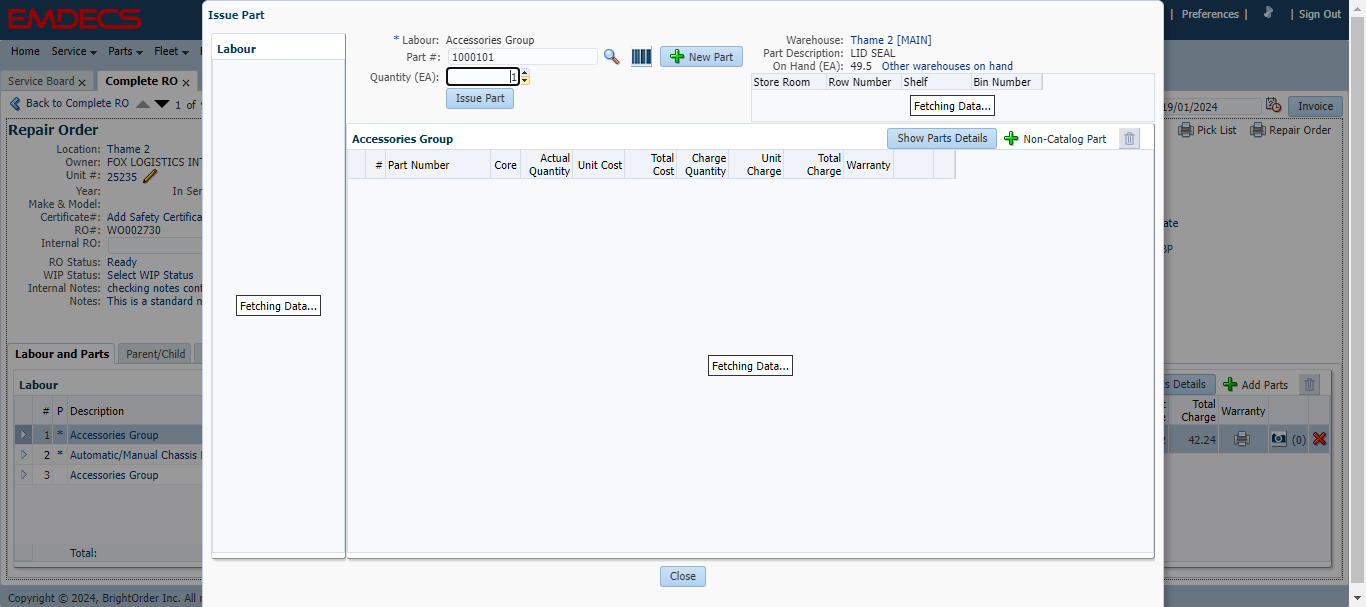 EMDECS
Preferences |
| Sign Out
Home Service Parts Fleet
Service Board x
Complete RO x
Back to Complete RO
1 of
19/01/2024
Invoice
Repair Order
Pick List
Repair Order
Location: Thame 2
Owner: FOX LOGISTICS INT
Unit #: 25235
Year:
In Ser
Make & Model:
Certificate#: Add Safety Certifica
RO#: WO002730
Internal RO:
RO Status: Ready
WIP Status: Select WIP Status
Internal Notes: checking notes cont
Notes: This is a standard n
Labour and Parts
Parent/Child
Labour
# P Description
1 * Accessories Group
2 * Automatic/Manual Chassis
3 Accessories Group
Total:
Copyright © 2024, BrightOrder Inc. All
Issue Part
Labour
Fetching Data...
* Labour: Accessories Group
Part #: 1000101
New Part
Quantity (EA): 1
Issue Part
Warehouse: Thame 2 [MAIN]
Part Description: LID SEAL
On Hand (EA): 49.5 Other warehouses on hand
Store Room Row Number Shelf Bin Number
Fetching Data...
Accessories Group
Show Parts Details
Non-Catalog Part
# Part Number Core Actual Quantity Unit Cost Total Cost Charge Quantity Unit Charge Total Charge Warranty
Fetching Data...
Close
ate
BP
s Details
Add Parts
Total Charge Warranty
42.24
(0)